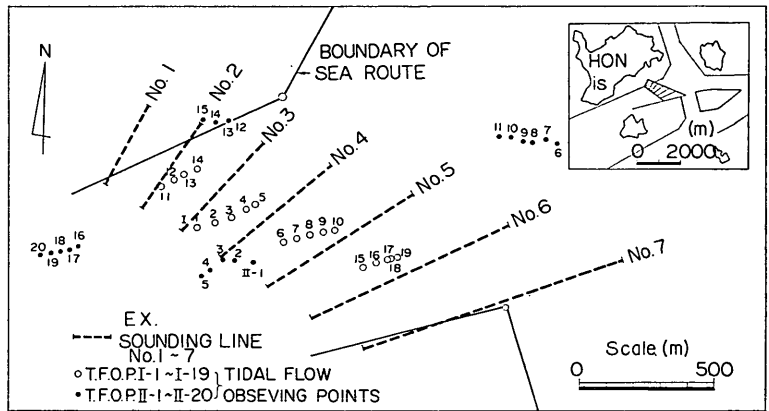 N
No.1
No.2
No.3
No.4
No.5
No.6
No.7
BOUNDARY OF
SEA ROUTE
HON
is
(m)
0 2000
15 14
13 12
14
12
13
11
I 1 2 3 4 5
6 7 8 9 10
15 16 17 19
18
11 10 9 8 7
6
20 18 16
19 17
3 2
4 II-1
5
EX.
SOUNDING LINE
No.1 ~ 7
T.F.O.P.I-1 ~ I-19 } TIDAL FLOW
T.F.O.P.II-1 ~ II-20 } OBSEVING POINTS
Scale (m)
0 500